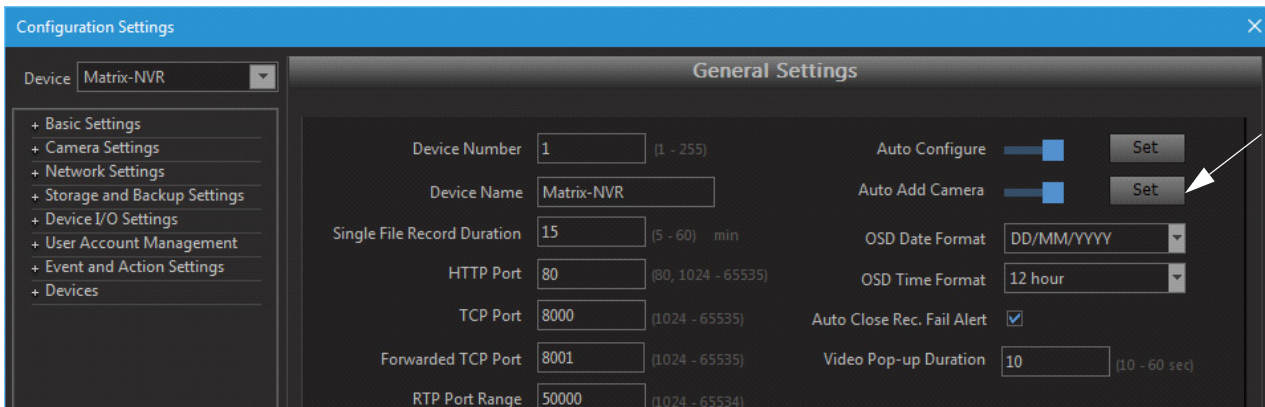 Configuration Settings
Device Matrix-NVR
General Settings
+ Basic Settings
+ Camera Settings
+ Network Settings
+ Storage and Backup Settings
+ Device I/O Settings
+ User Account Management
+ Event and Action Settings
+ Devices
Device Number 1 (1 - 255)
Device Name Matrix-NVR
Single File Record Duration 15 (5 - 60) min
HTTP Port 80 (80, 1024 - 65535)
TCP Port 8000 (1024 - 65535)
Forwarded TCP Port 8001 (1024 - 65535)
RTP Port Range 50000 (1024 - 65534)
Auto Configure Set
Auto Add Camera Set
OSD Date Format DD/MM/YYYY
OSD Time Format 12 hour
Auto Close Rec. Fail Alert
Video Pop-up Duration 10 (10 - 60 sec)